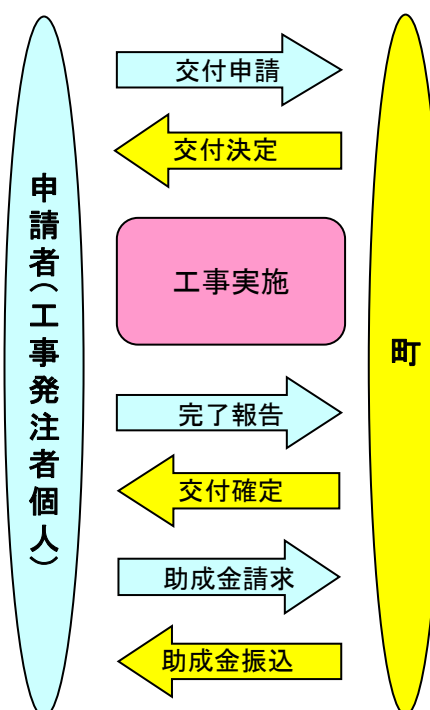 申請者（工事発注者個人）
交付申請
交付決定
工事実施
完了報告
交付確定
助成金請求
助成金振込
町